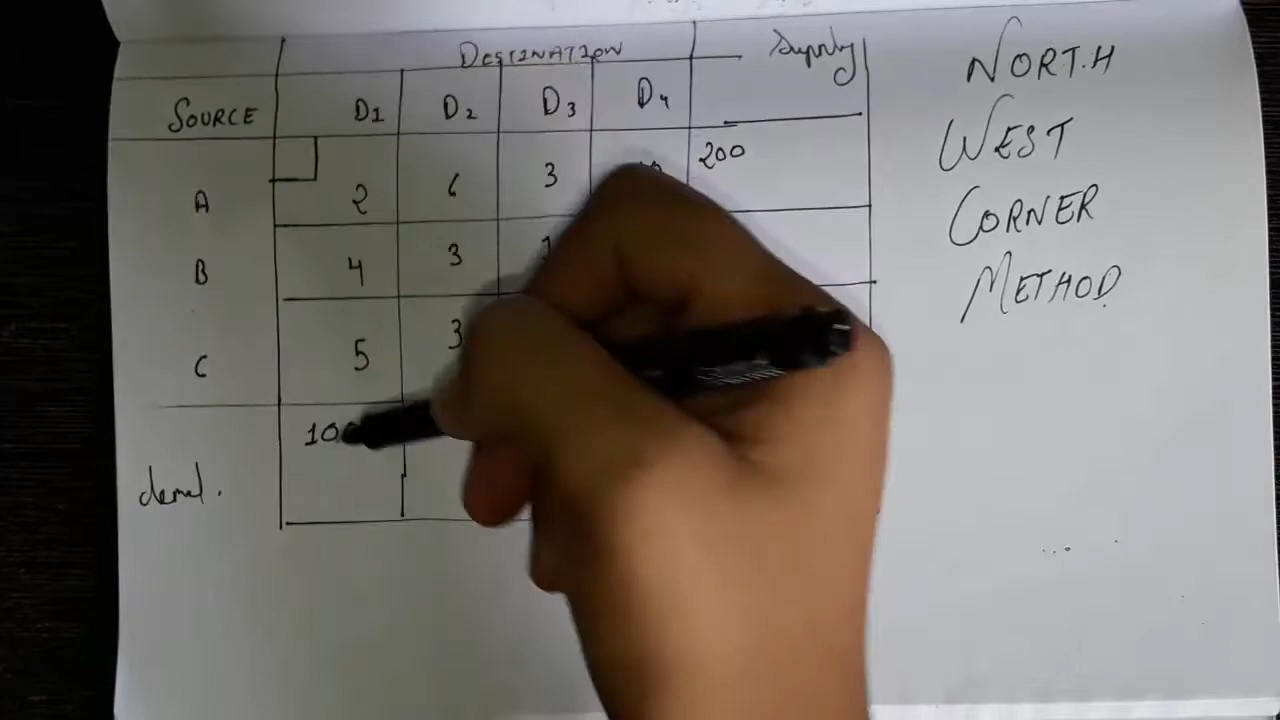 DESTINATION Supply
SOURCE D1 D2 D3 D4
A 2 6 3 200
B 4 3
C 5 3
10
NORTH
WEST
CORNER
METHOD